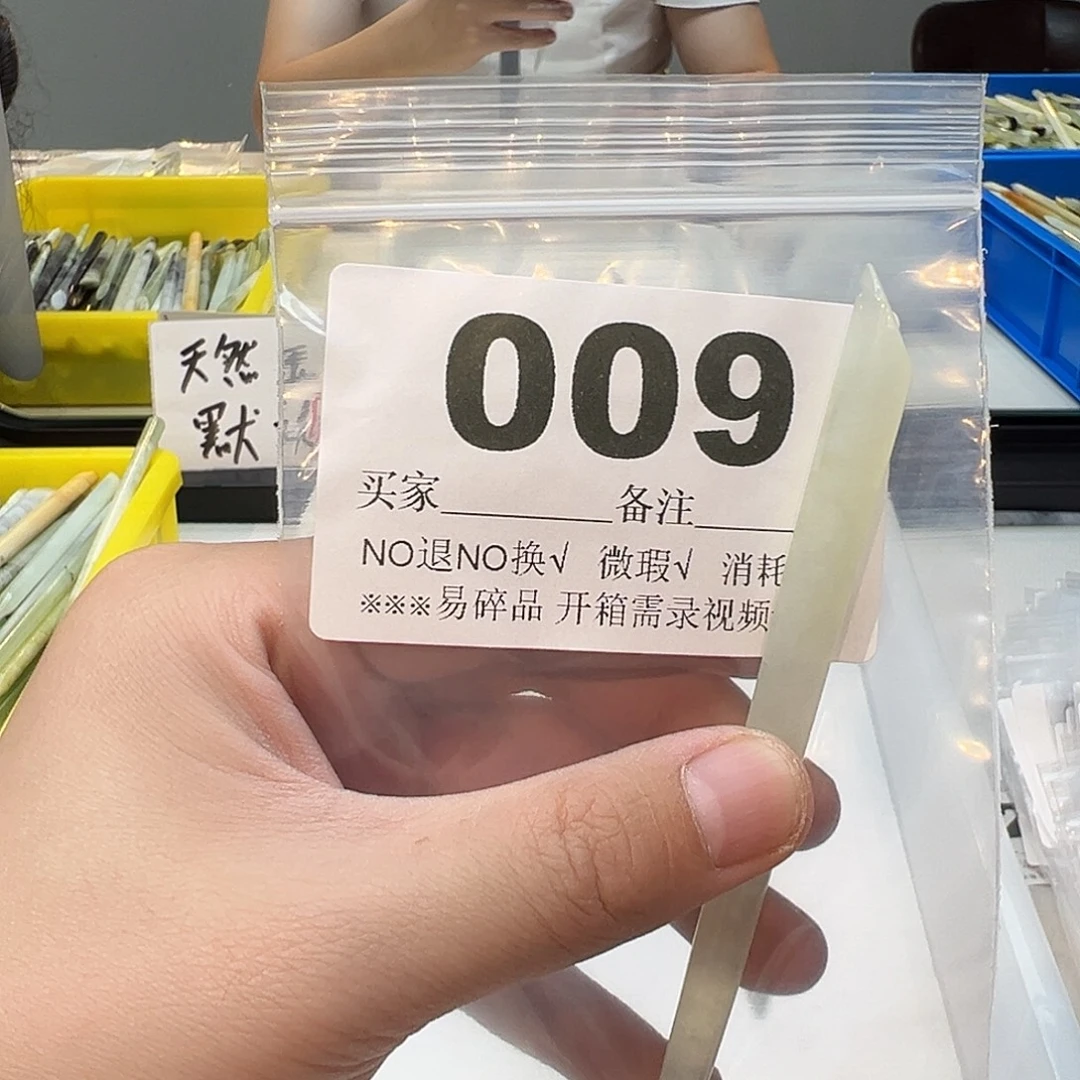 009
买家 备注
NO退NO换√ 微瑕√ 消耗
※※※易碎品 开箱需录视频
天然
默